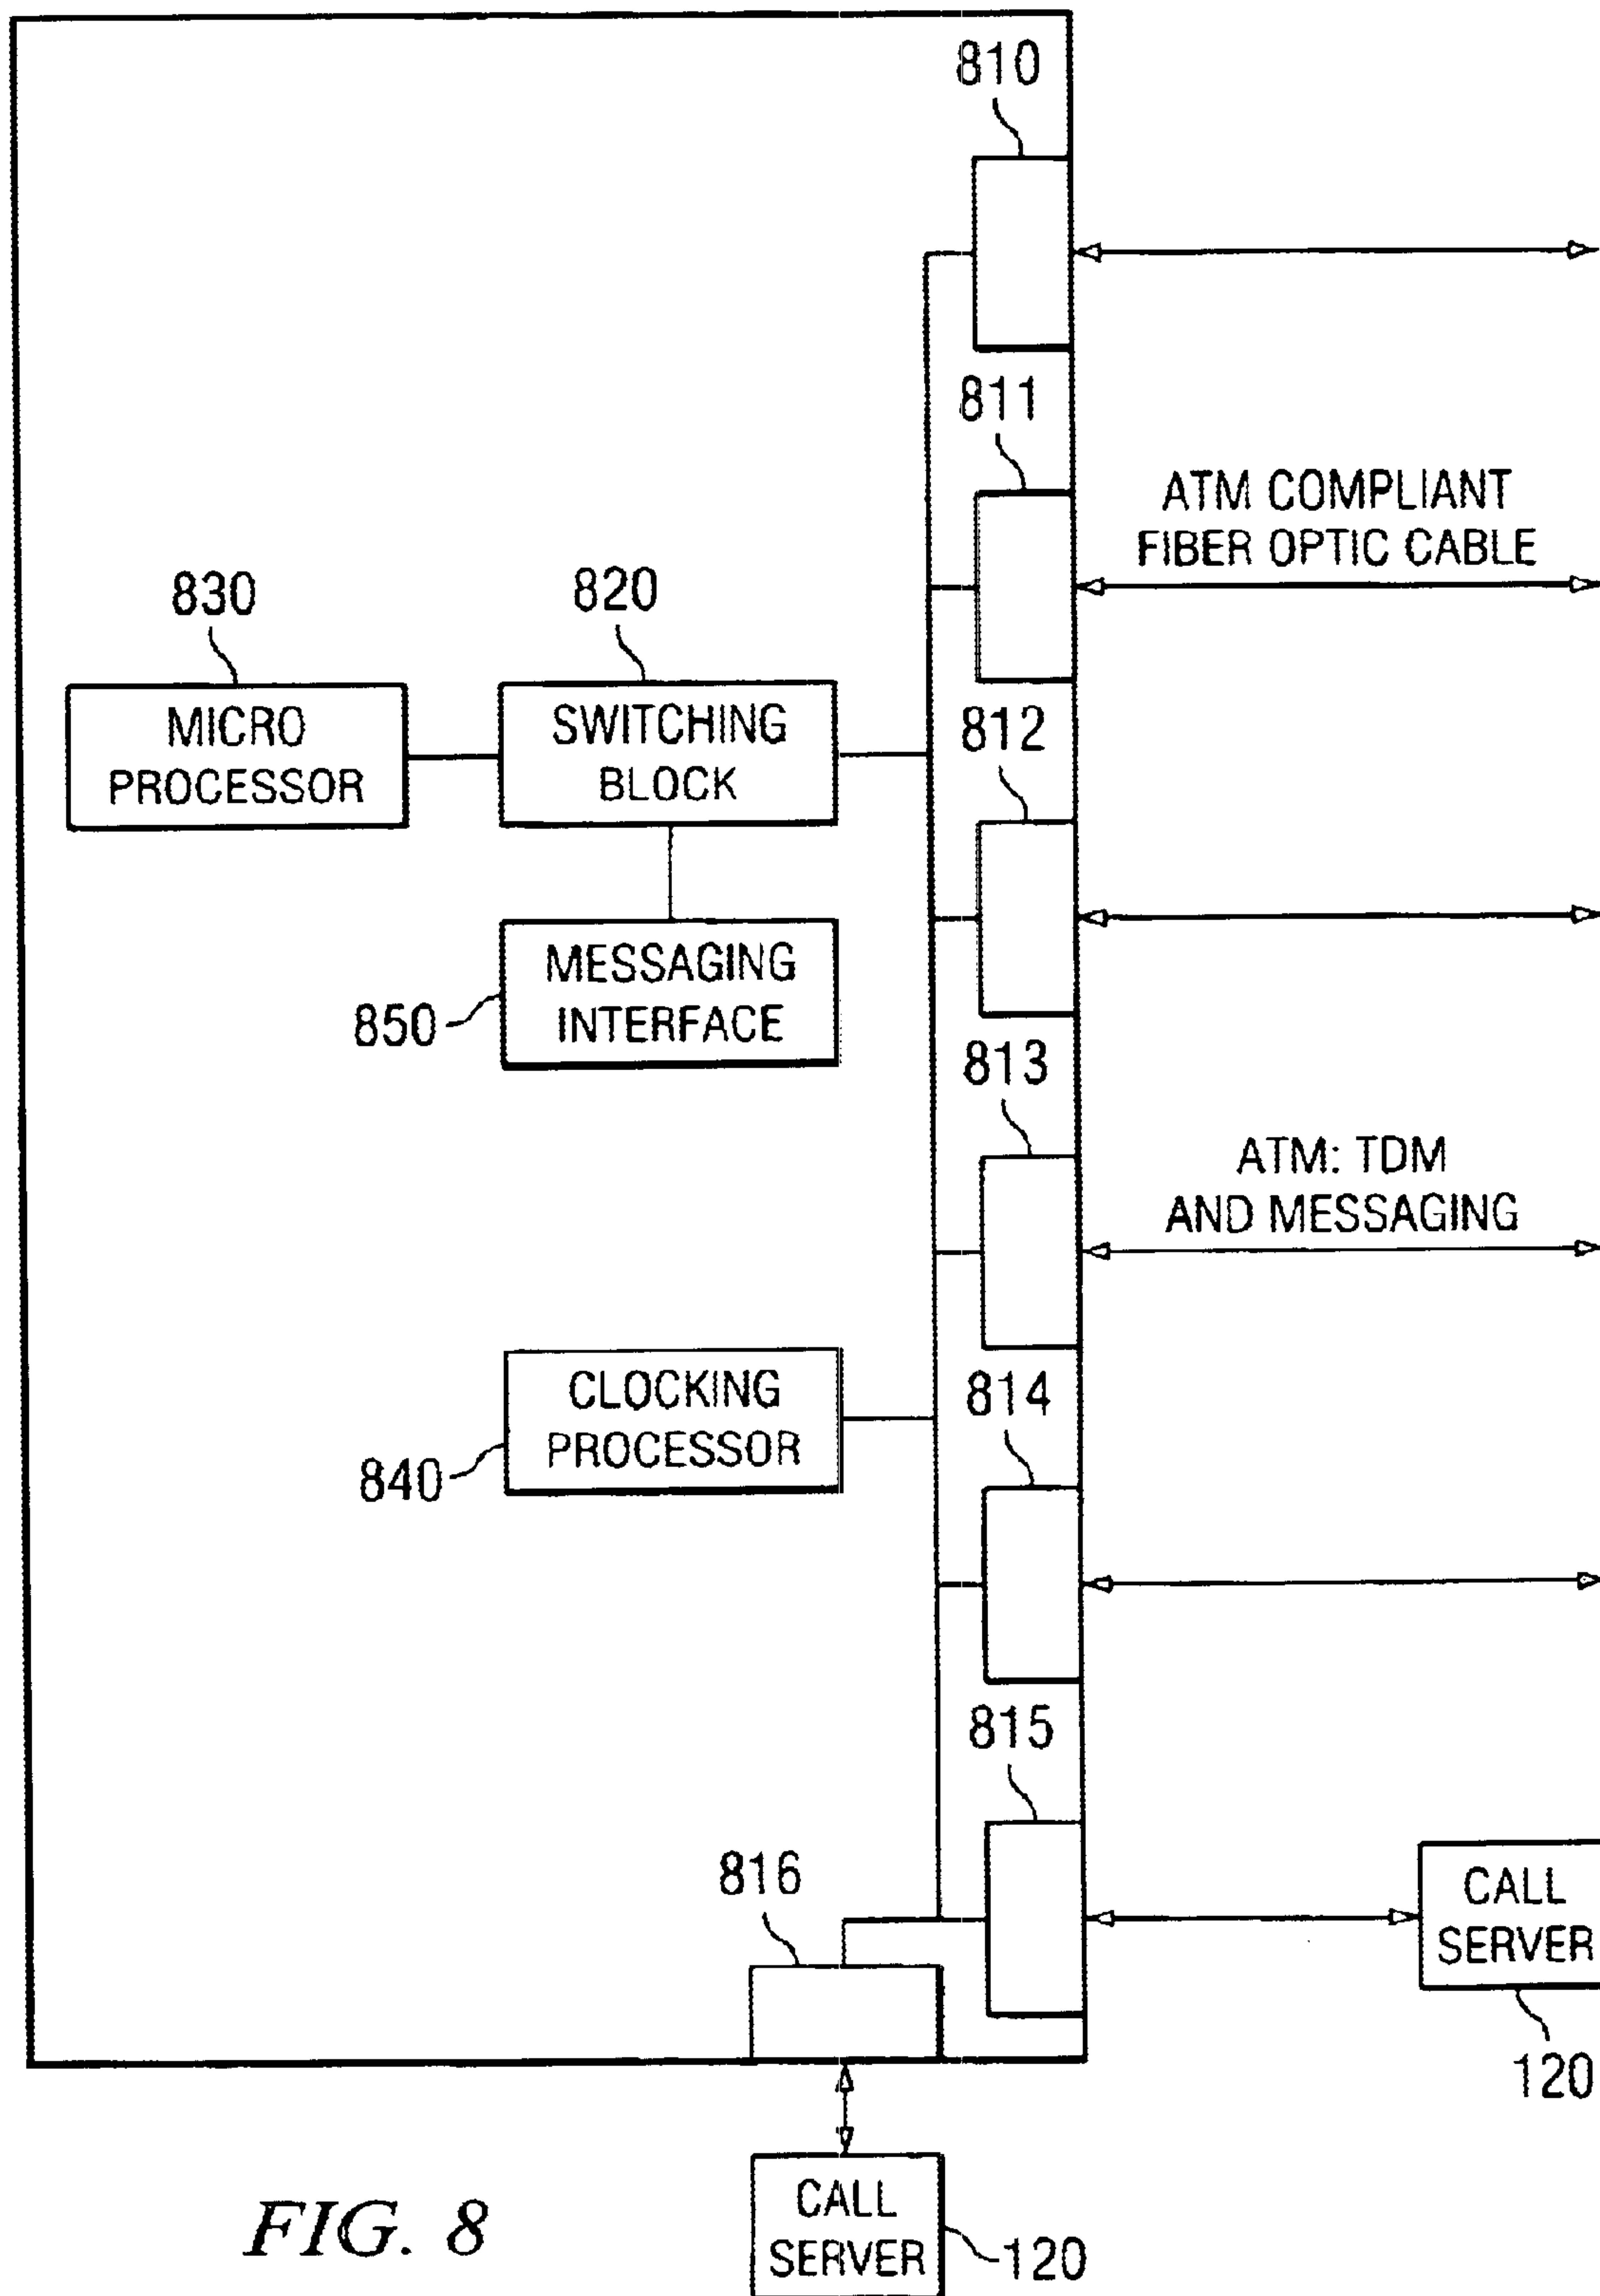 810
811
ATM COMPLIANT
FIBER OPTIC CABLE
830
820
MICRO
PROCESSOR
SWITCHING
BLOCK
812
850
MESSAGING
INTERFACE
813
ATM: TDM
AND MESSAGING
840
CLOCKING
PROCESSOR
814
815
816
CALL
SERVER
120
CALL
SERVER
120
FIG. 8